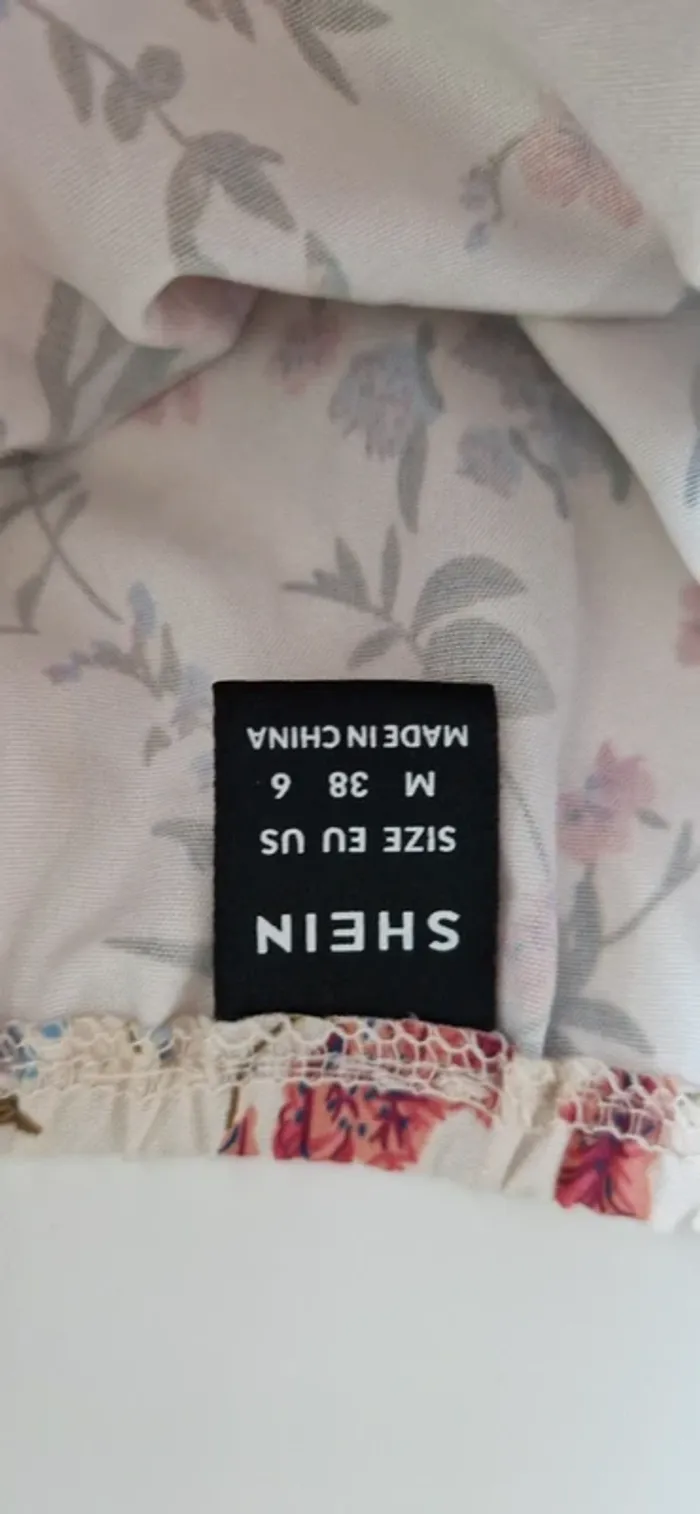 SHEIN
SIZE EU US
M 38 6
MADE IN CHINA